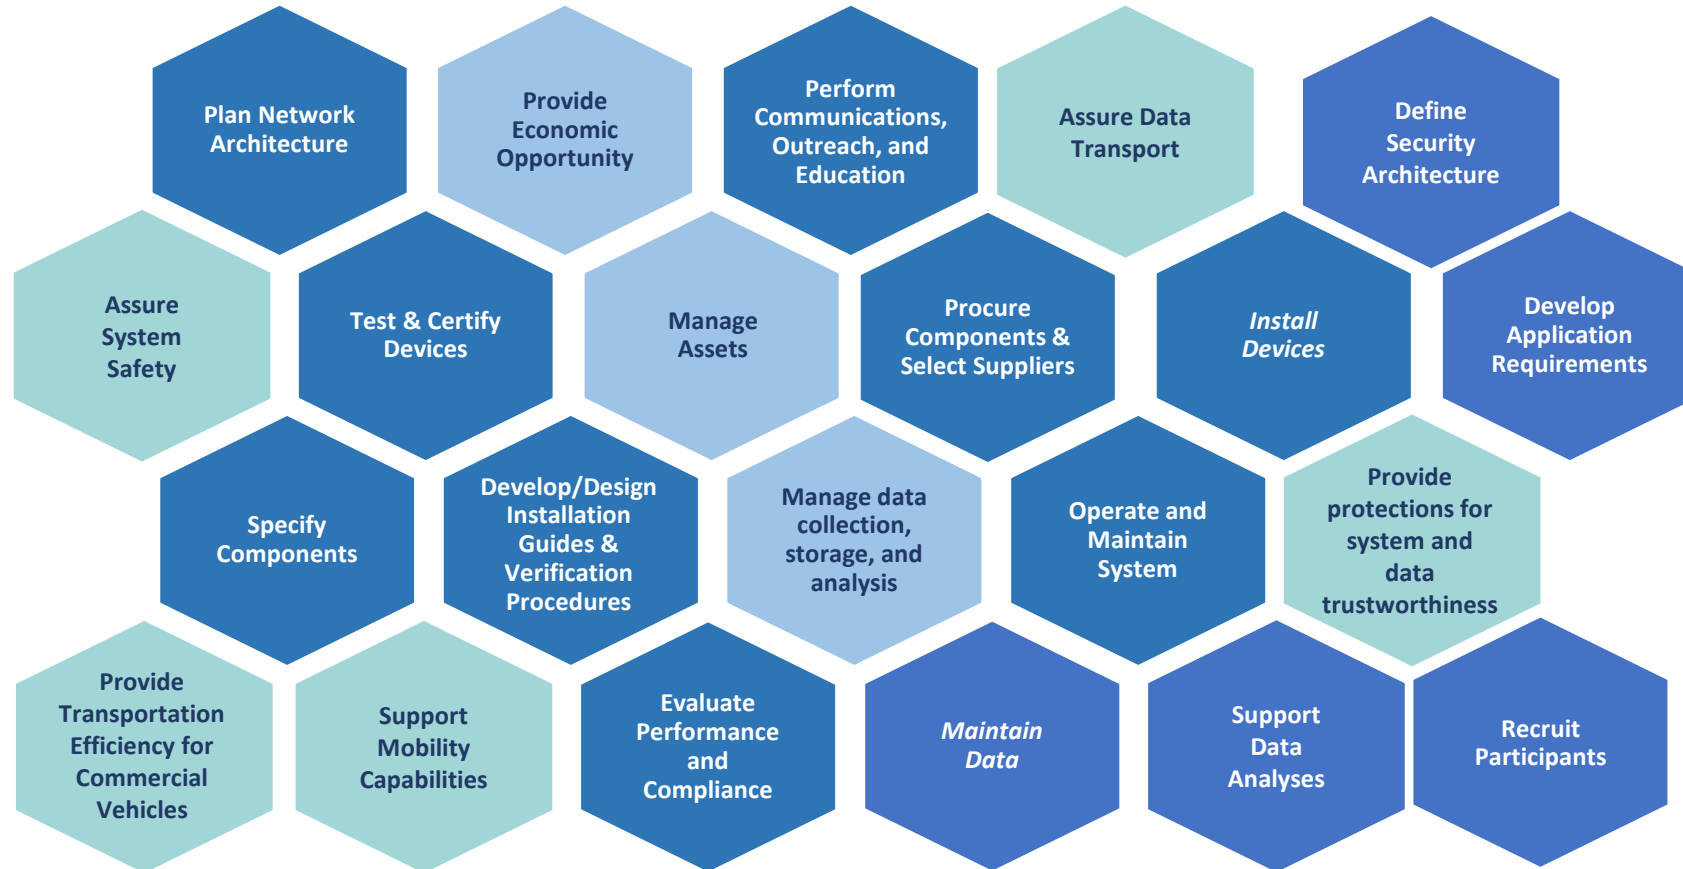 Plan Network
Architecture
Provide
Economic
Opportunity
Perform
Communications,
Outreach, and
Education
Assure Data
Transport
Define
Security
Architecture
Assure
System
Safety
Test & Certify
Devices
Manage
Assets
Procure
Components &
Select Suppliers
Install
Devices
Develop
Application
Requirements
Specify
Components
Develop/Design
Installation
Guides &
Verification
Procedures
Manage data
collection,
storage, and
analysis
Operate and
Maintain
System
Provide
protections for
system and
data
trustworthiness
Provide
Transportation
Efficiency for
Commercial
Vehicles
Support
Mobility
Capabilities
Evaluate
Performance
and
Compliance
Maintain
Data
Support
Data
Analyses
Recruit
Participants